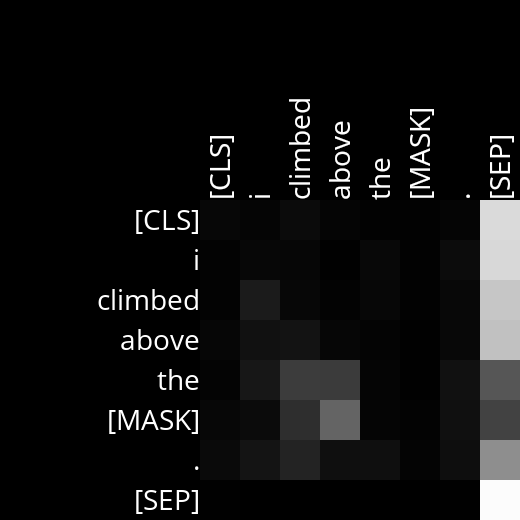 [CLS]
i
climbed
above
the
[MASK]
.
[SEP]
[CLS]
i
climbed
above
the
[MASK]
.
[SEP]